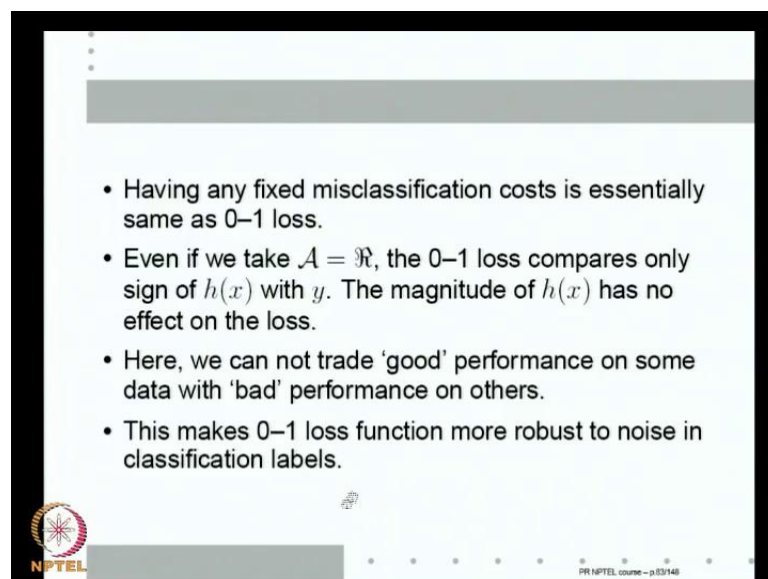 • Having any fixed misclassification costs is essentially
same as 0–1 loss.
• Even if we take 𝒜 = ℜ, the 0–1 loss compares only
sign of h(x) with y. The magnitude of h(x) has no
effect on the loss.
• Here, we can not trade ‘good’ performance on some
data with ‘bad’ performance on others.
• This makes 0–1 loss function more robust to noise in
classification labels.
NPTEL
PR NPTEL course – p.83/148